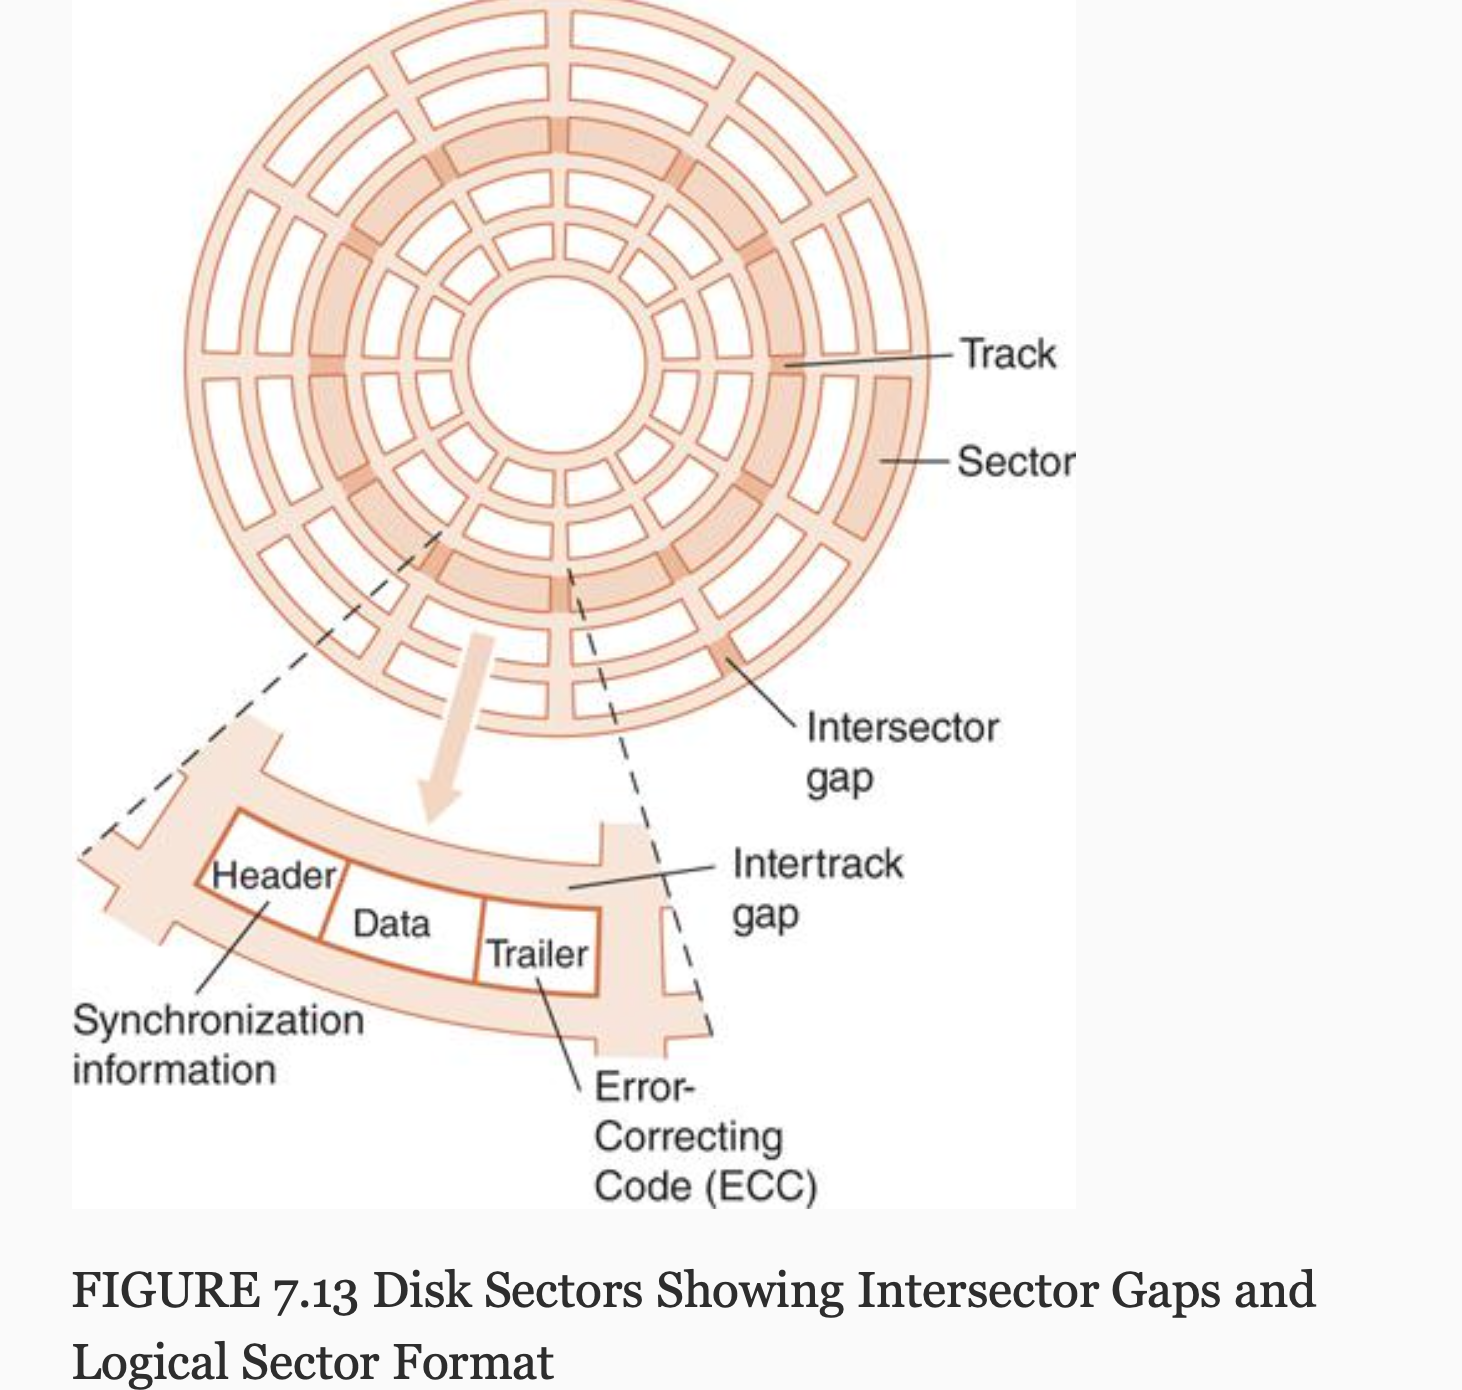 Track
Sector
Intersector
gap
Intertrack
gap
Header
Data
Trailer
Synchronization
information
Error-
Correcting
Code (ECC)
FIGURE 7.13 Disk Sectors Showing Intersector Gaps and
Logical Sector Format